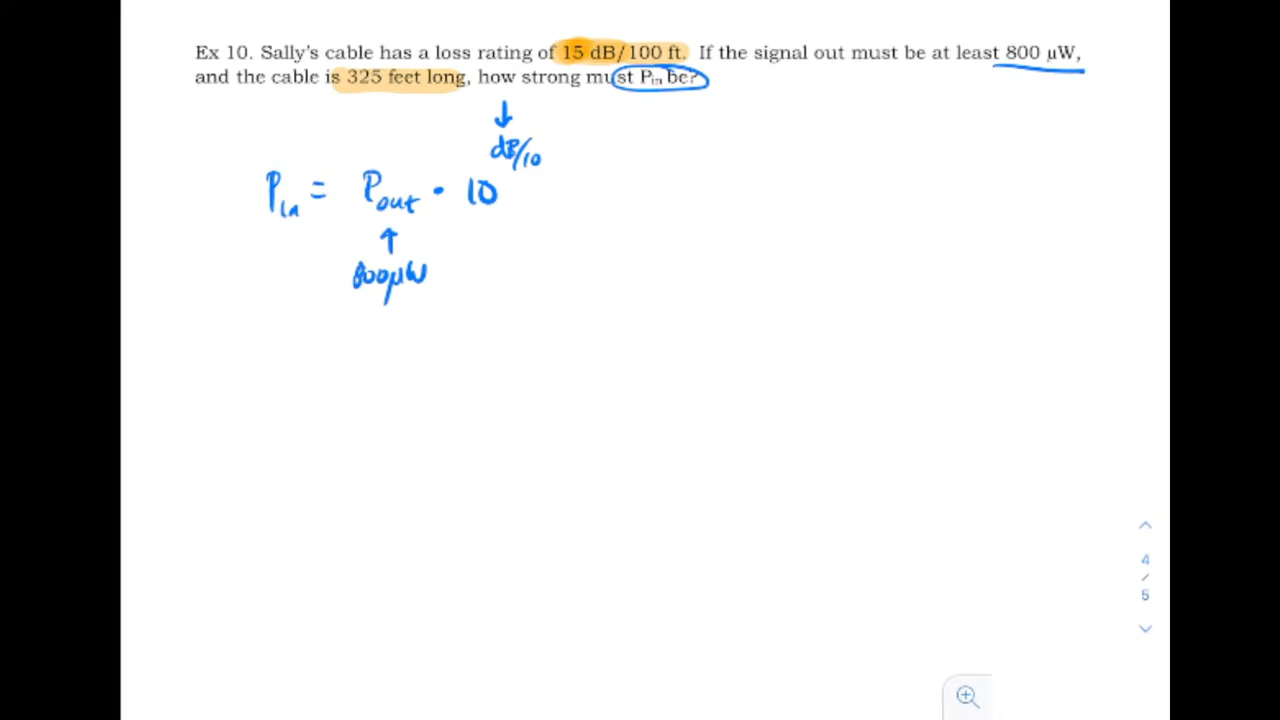 Ex 10. Sally's cable has a loss rating of 15 dB/100 ft. If the signal out must be at least 800 µW,
and the cable is 325 feet long, how strong must Pin be?
dB/10
Pin = Pout · 10
800µW
4
/
5